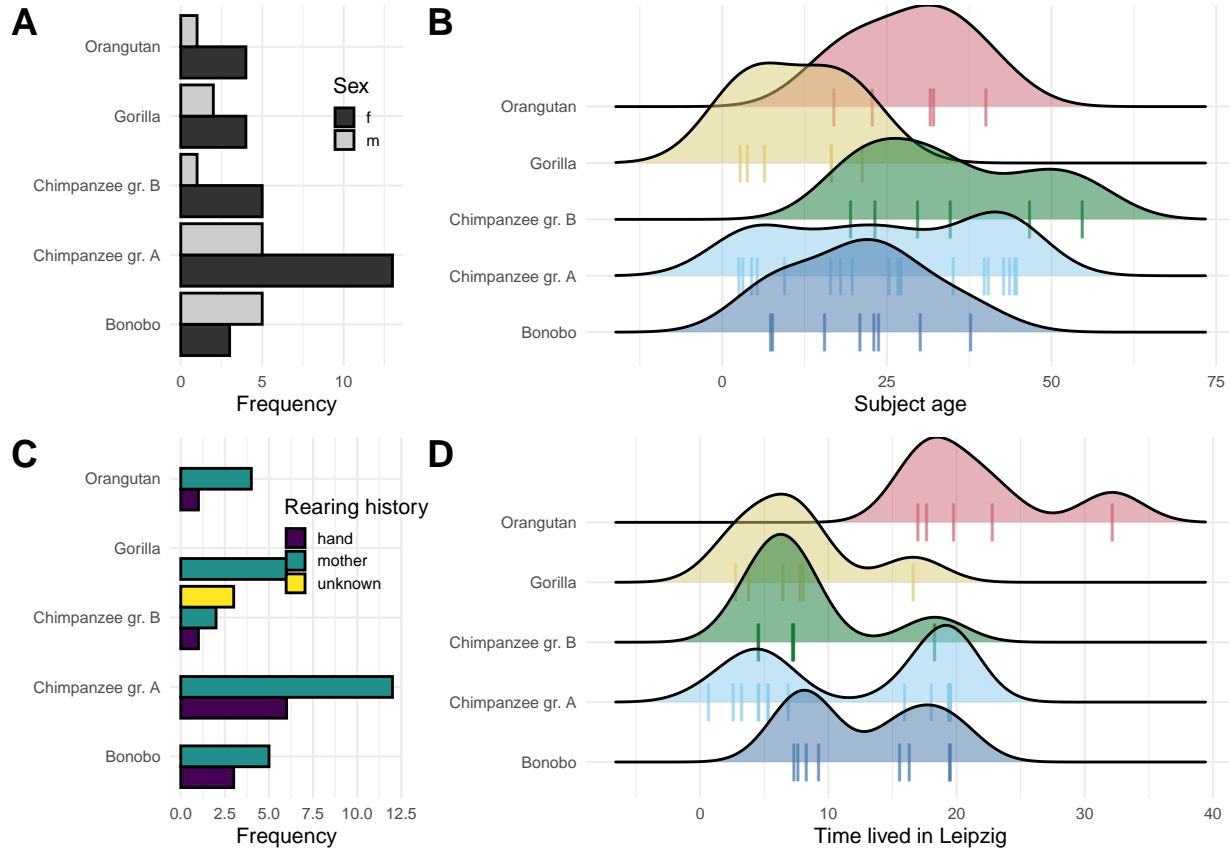 A
Orangutan
Gorilla
Chimpanzee gr. B
Chimpanzee gr. A
Bonobo
Sex
f
m
0 5 10
Frequency
B
Orangutan
Gorilla
Chimpanzee gr. B
Chimpanzee gr. A
Bonobo
0 25 50 75
Subject age
C
Orangutan
Gorilla
Chimpanzee gr. B
Chimpanzee gr. A
Bonobo
Rearing history
hand
mother
unknown
0.0 2.5 5.0 7.5 10.0 12.5
Frequency
D
Orangutan
Gorilla
Chimpanzee gr. B
Chimpanzee gr. A
Bonobo
0 10 20 30 40
Time lived in Leipzig